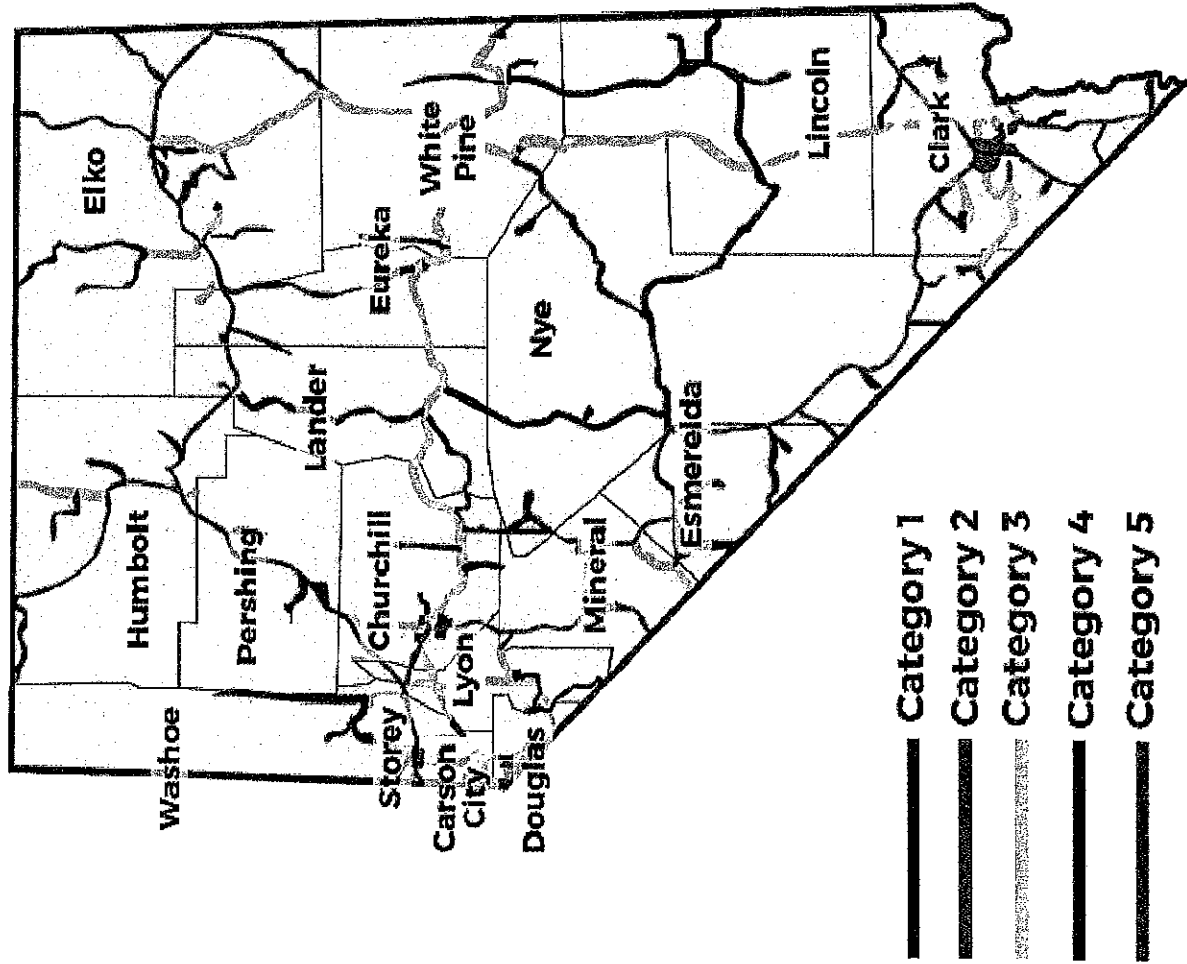 Washoe
Humbolt
Elko
Pershing
Storey
Churchill
Lander
Eureka
White
Pine
Carson
City
Lyon
Douglas
Mineral
Nye
Esmerelda
Lincoln
Clark
Category 1
Category 2
Category 3
Category 4
Category 5